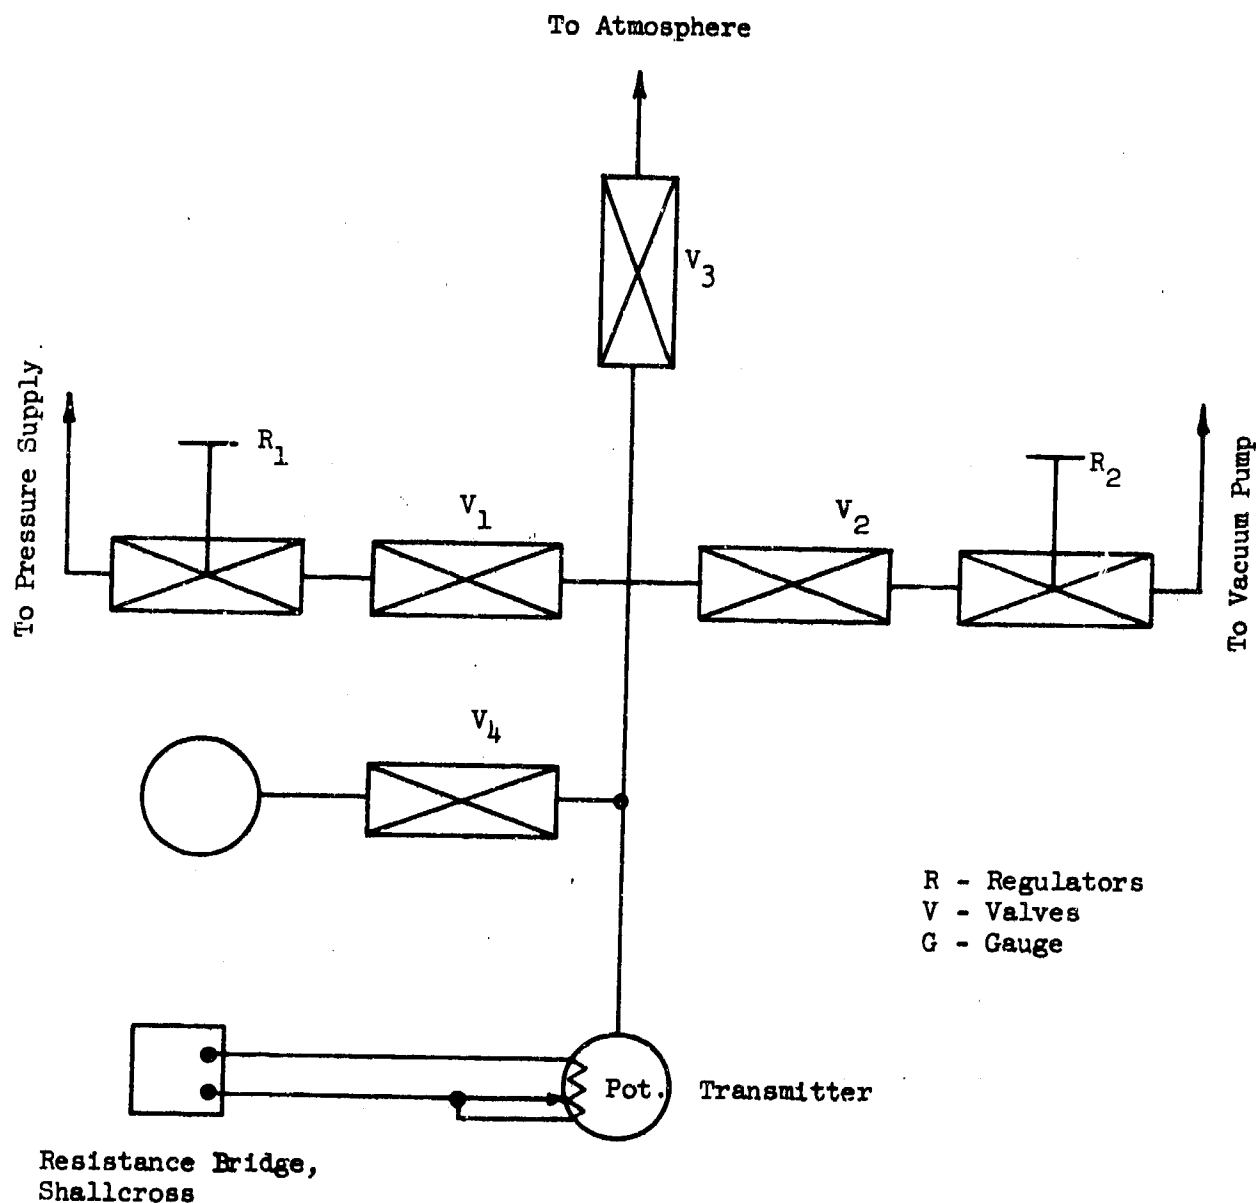 To Atmosphere
V3
To Pressure Supply
R1
V1
V2
R2
To Vacuum Pump
V4
R - Regulators
V - Valves
G - Gauge
Pot.
Transmitter
Resistance Bridge,
Shallcross